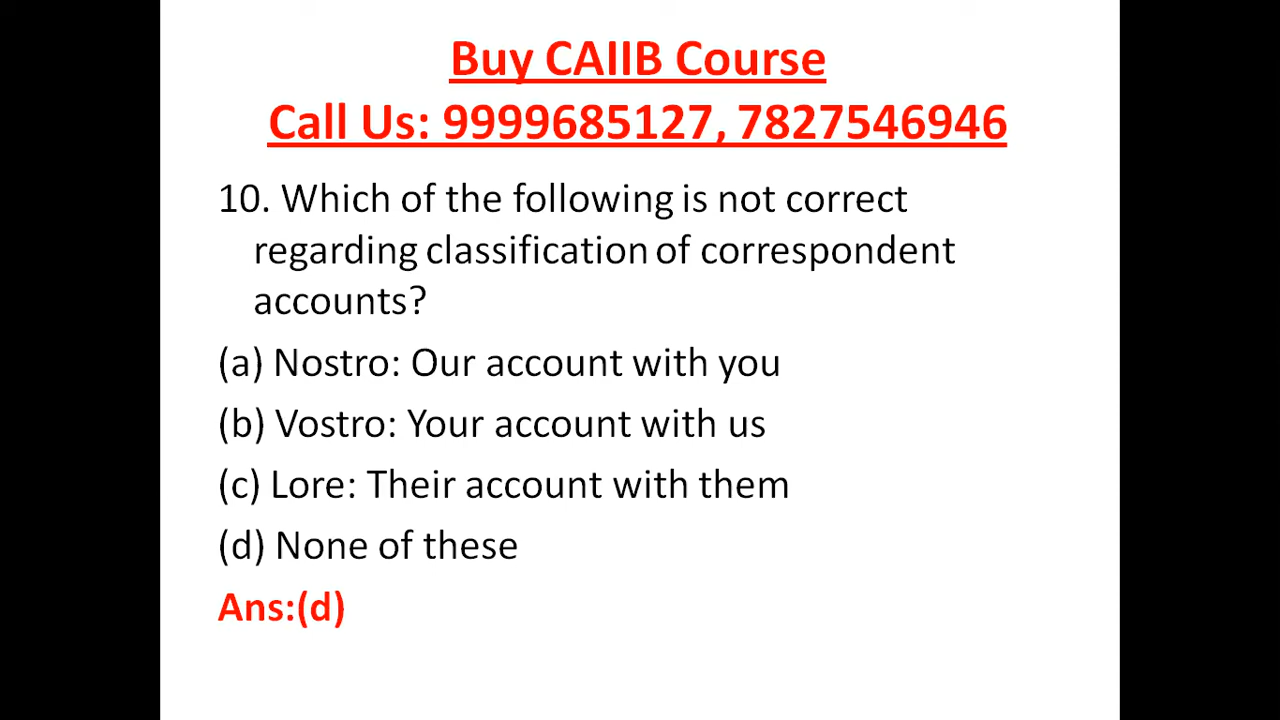 Buy CAIIB Course
Call Us: 9999685127, 7827546946
10. Which of the following is not correct
regarding classification of correspondent
accounts?
(a) Nostro: Our account with you
(b) Vostro: Your account with us
(c) Lore: Their account with them
(d) None of these
Ans:(d)